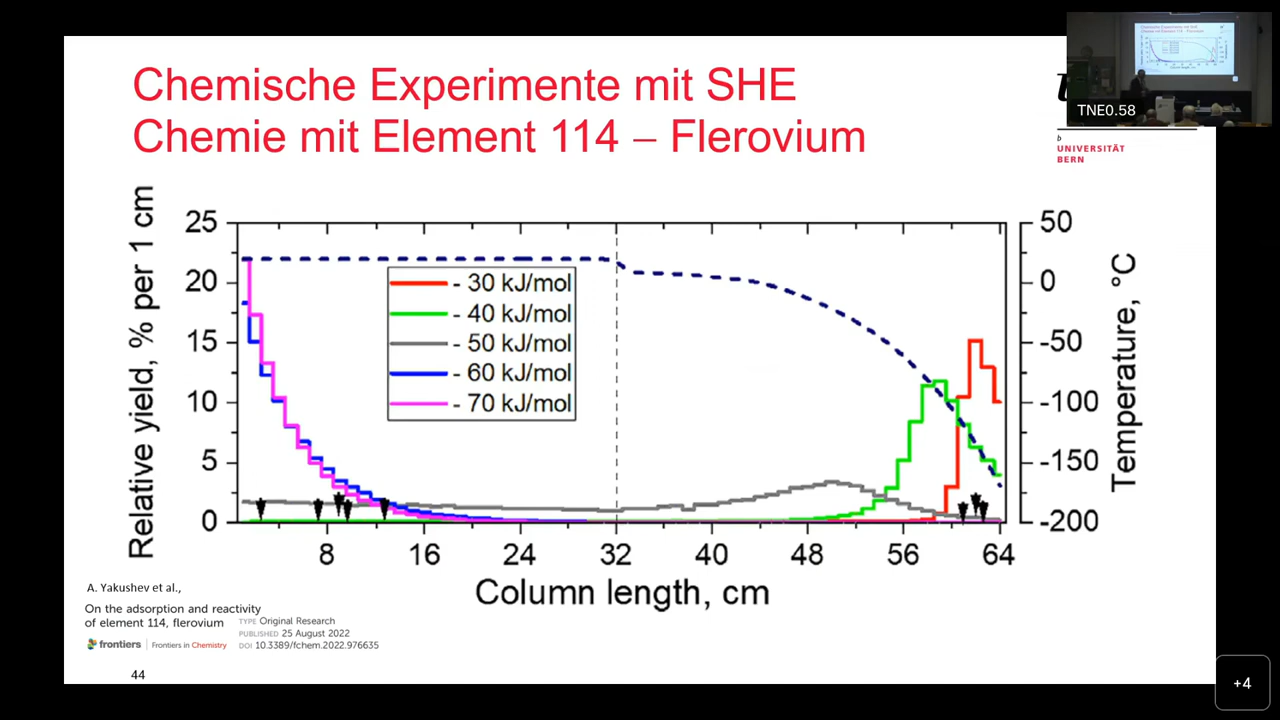 Chemische Experimente mit SHE
Chemie mit Element 114 – Flerovium
TNE0.58
b
UNIVERSITÄT
BERN
Relative yield, % per 1 cm
25
20
15
10
5
0
- 30 kJ/mol
- 40 kJ/mol
- 50 kJ/mol
- 60 kJ/mol
- 70 kJ/mol
50
0
-50
-100
-150
-200
Temperature, °C
8 16 24 32 40 48 56 64
Column length, cm
A. Yakushev et al.,
On the adsorption and reactivity
of element 114, flerovium
TYPE Original Research
PUBLISHED 25 August 2022
DOI 10.3389/fchem.2022.976635
frontiers | Frontiers in Chemistry
44
+4